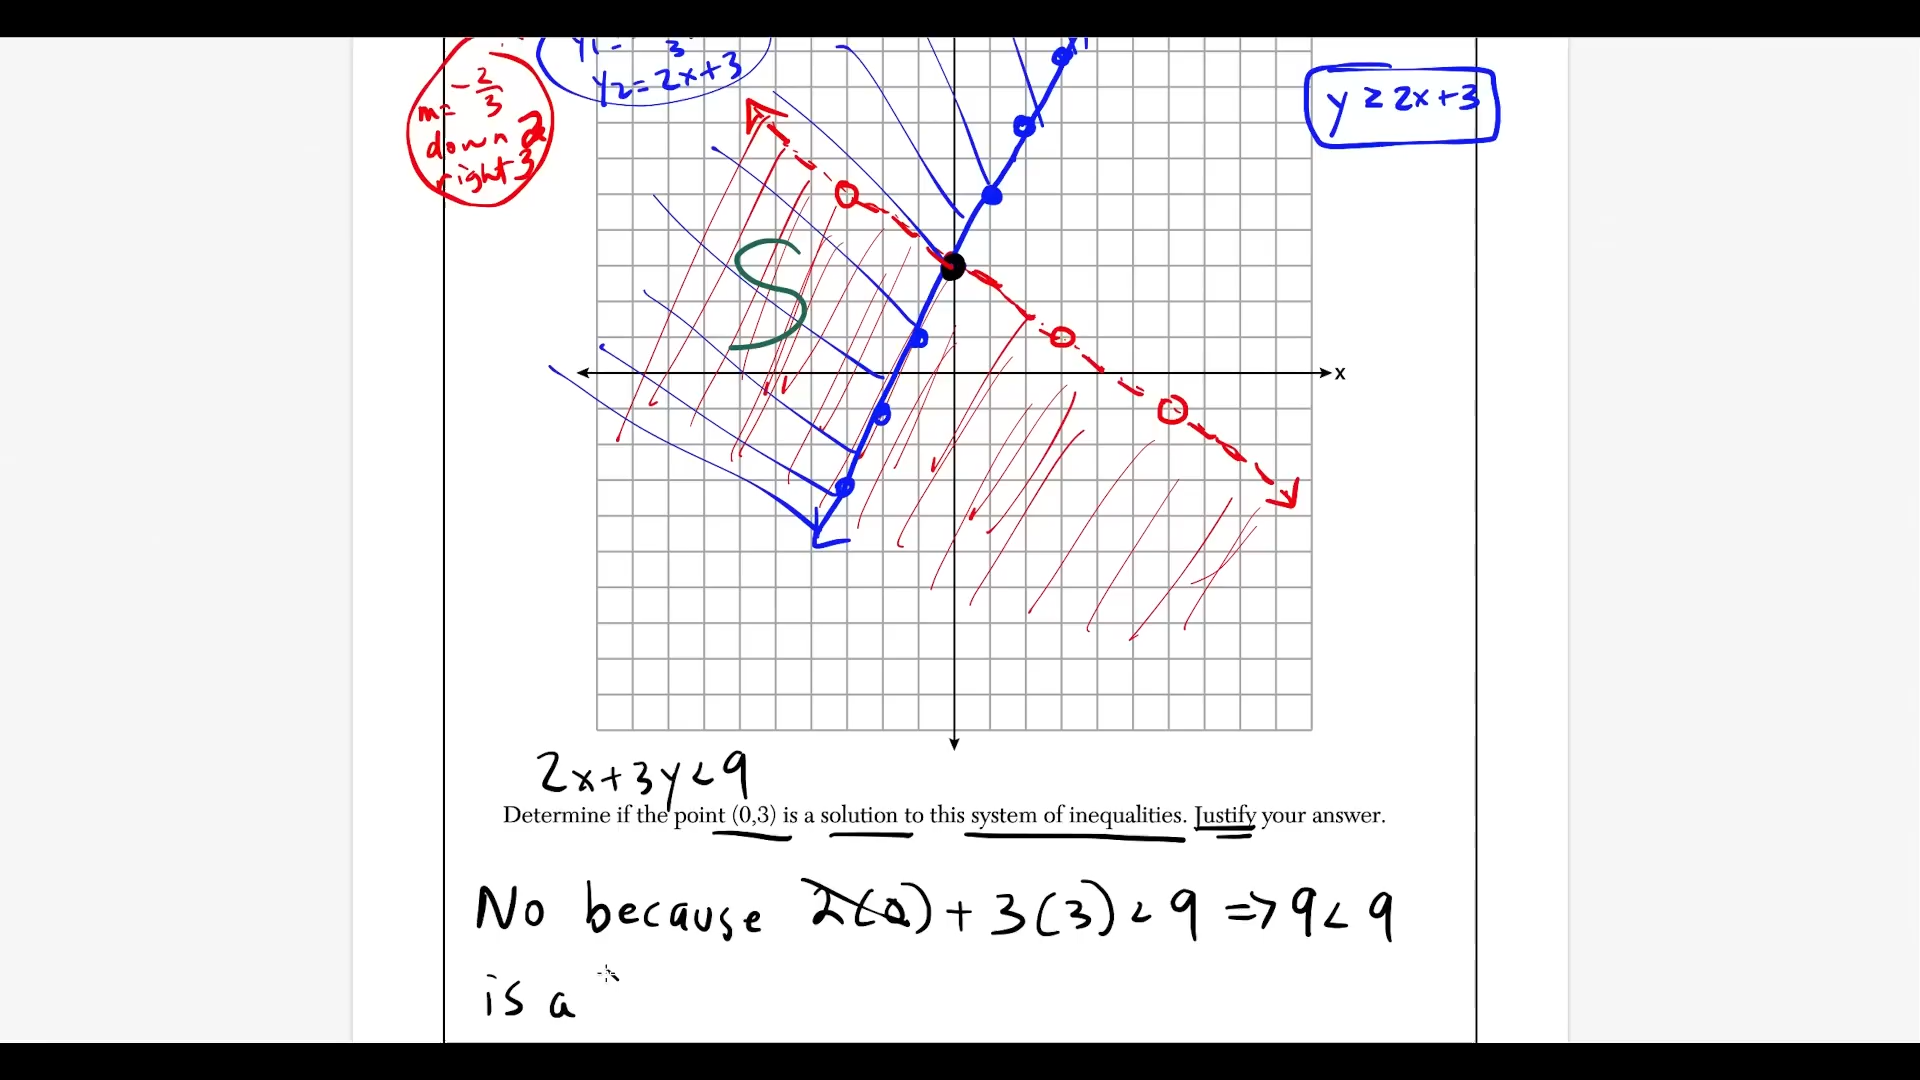 y1=   3
y2=2x+3
m= -2/3
down 2
right 3
y ≥ 2x+3
S
x
2x+3y<9
Determine if the point (0,3) is a solution to this system of inequalities. Justify your answer.
No because 2(0)+3(3)<9 => 9<9
is a